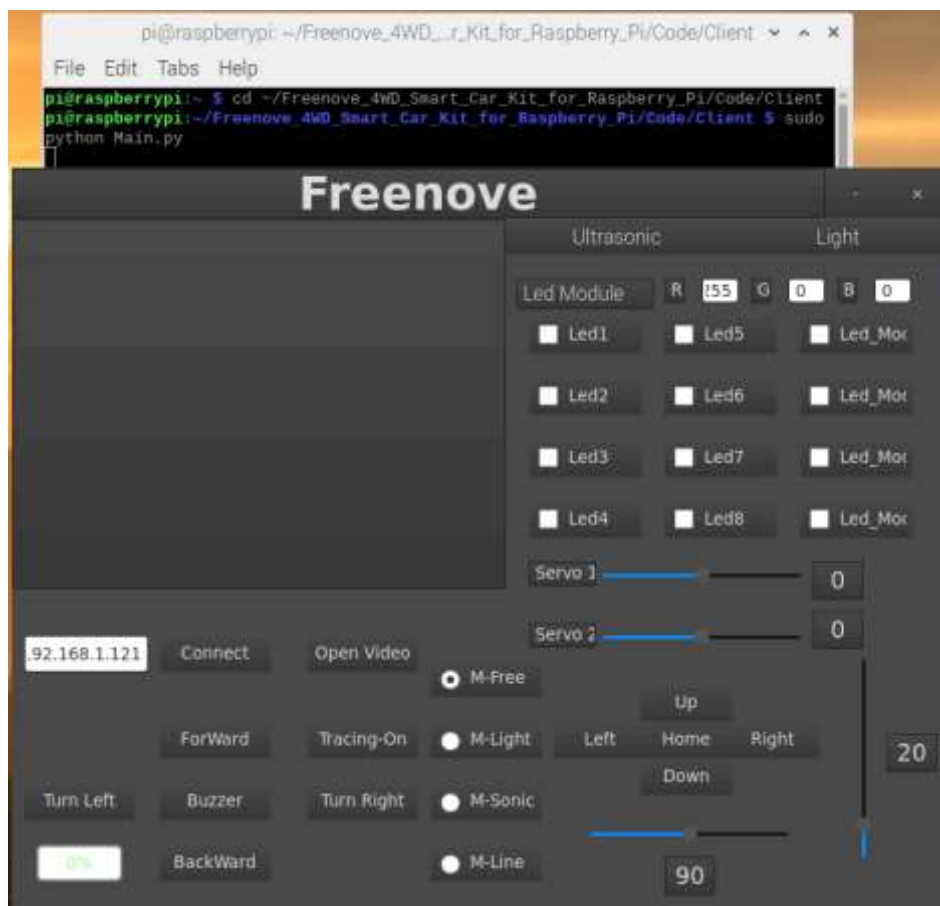 pi@raspberrypi: ~/Freenove_4WD_...r_Kit_for_Raspberry_Pi/Code/Client
File Edit Tabs Help
pi@raspberrypi:~ $ cd ~/Freenove_4WD_Smart_Car_Kit_for_Raspberry_Pi/Code/Client
pi@raspberrypi:~/Freenove_4WD_Smart_Car_Kit_for_Raspberry_Pi/Code/Client $ sudo
python Main.py
Freenove
Ultrasonic Light
Led Module R 255 G 0 B 0
Led1 Led5 Led_Mod
Led2 Led6 Led_Mod
Led3 Led7 Led_Mod
Led4 Led8 Led_Mod
Servo 1 0
Servo 2 0
.92.168.1.121 Connect Open Video
M-Free
Up
ForWard Tracing-On M-Light Left Home Right
20
Down
Turn Left Buzzer Turn Right M-Sonic
0% BackWard M-Line
90